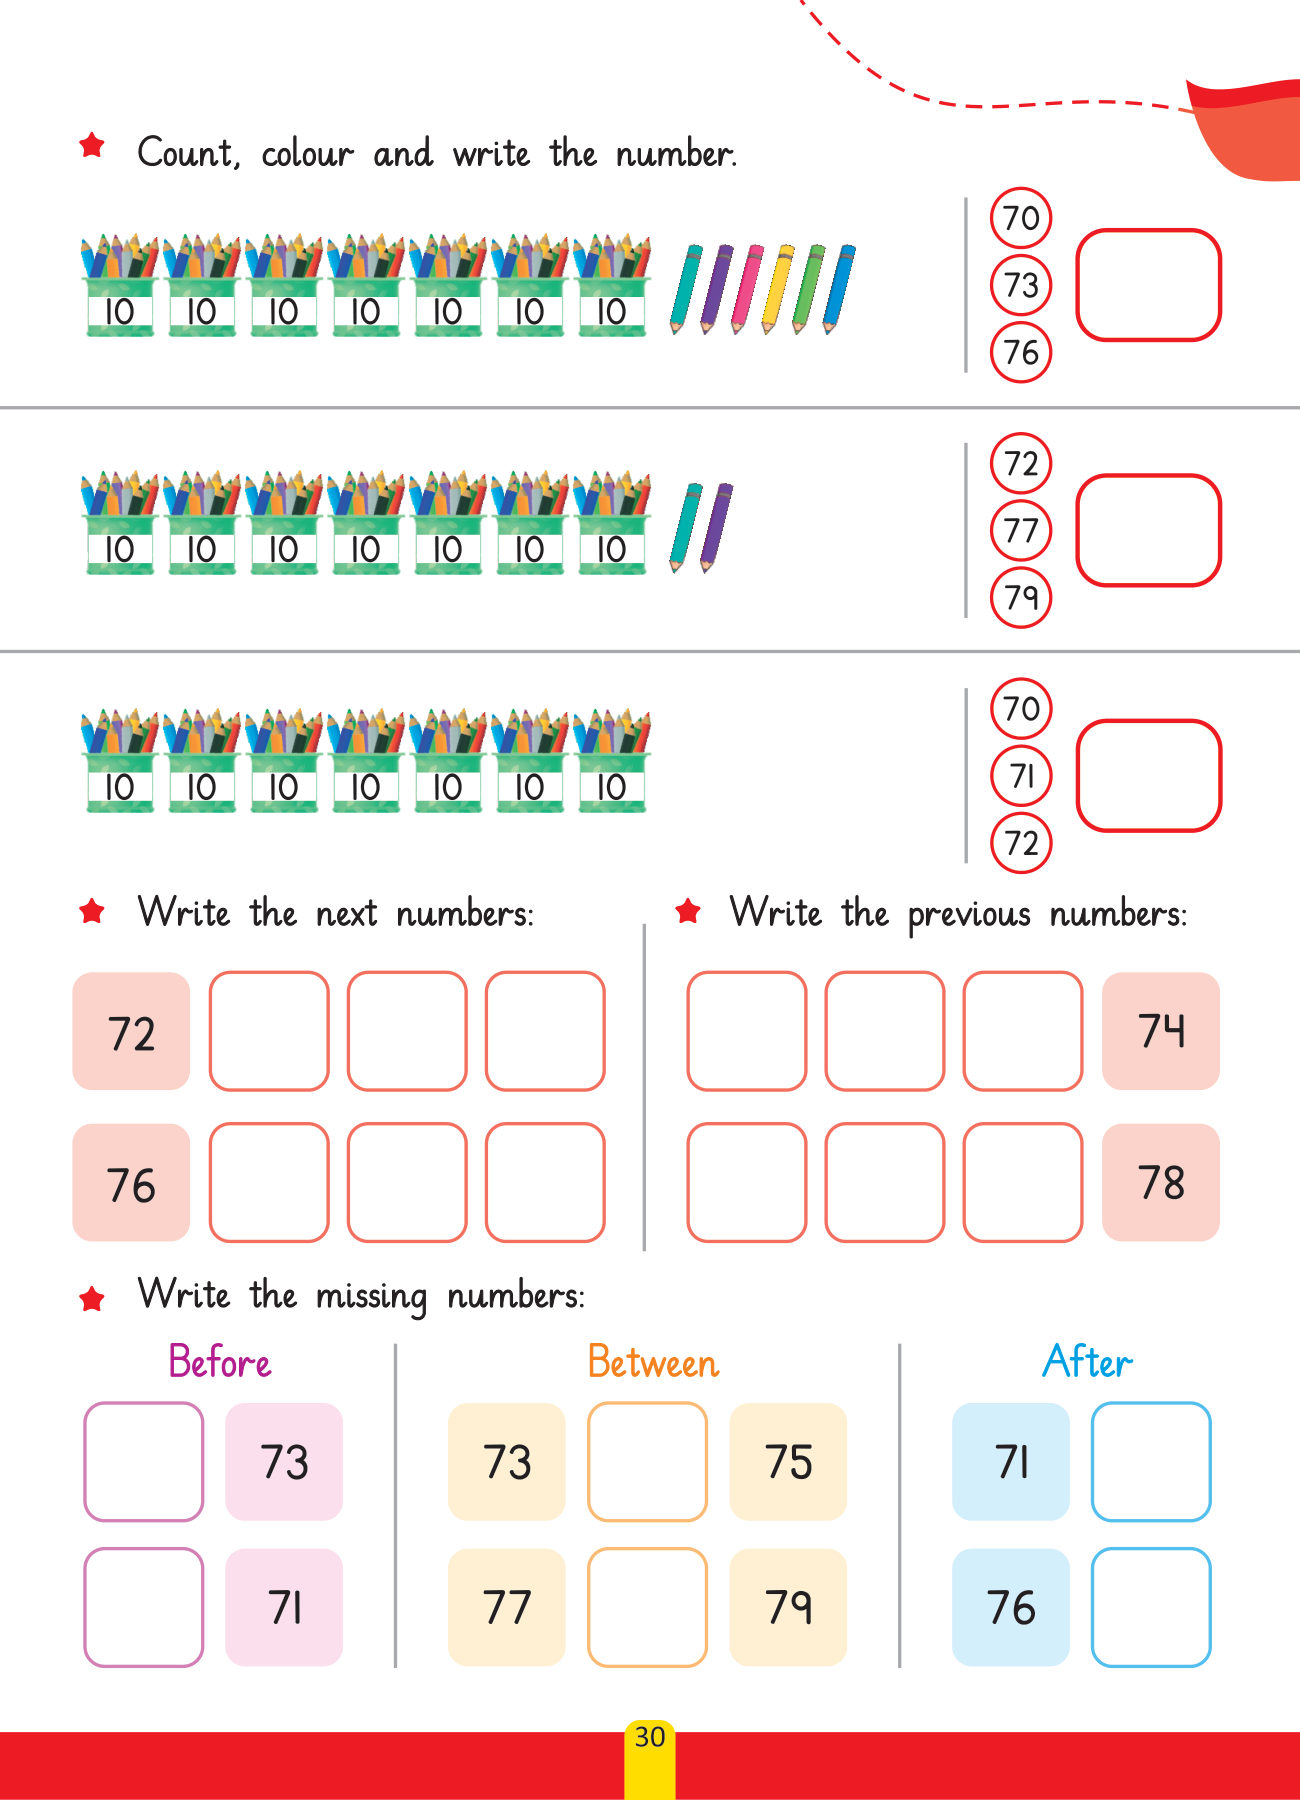 Count, colour and write the number.
70
10 10 10 10 10 10 10
73
76
72
10 10 10 10 10 10 10
77
79
70
10 10 10 10 10 10 10
71
72
Write the next numbers:
72
76
Write the previous numbers:
74
78
Write the missing numbers:
Before
73
71
Between
73 75
77 79
After
71
76
30